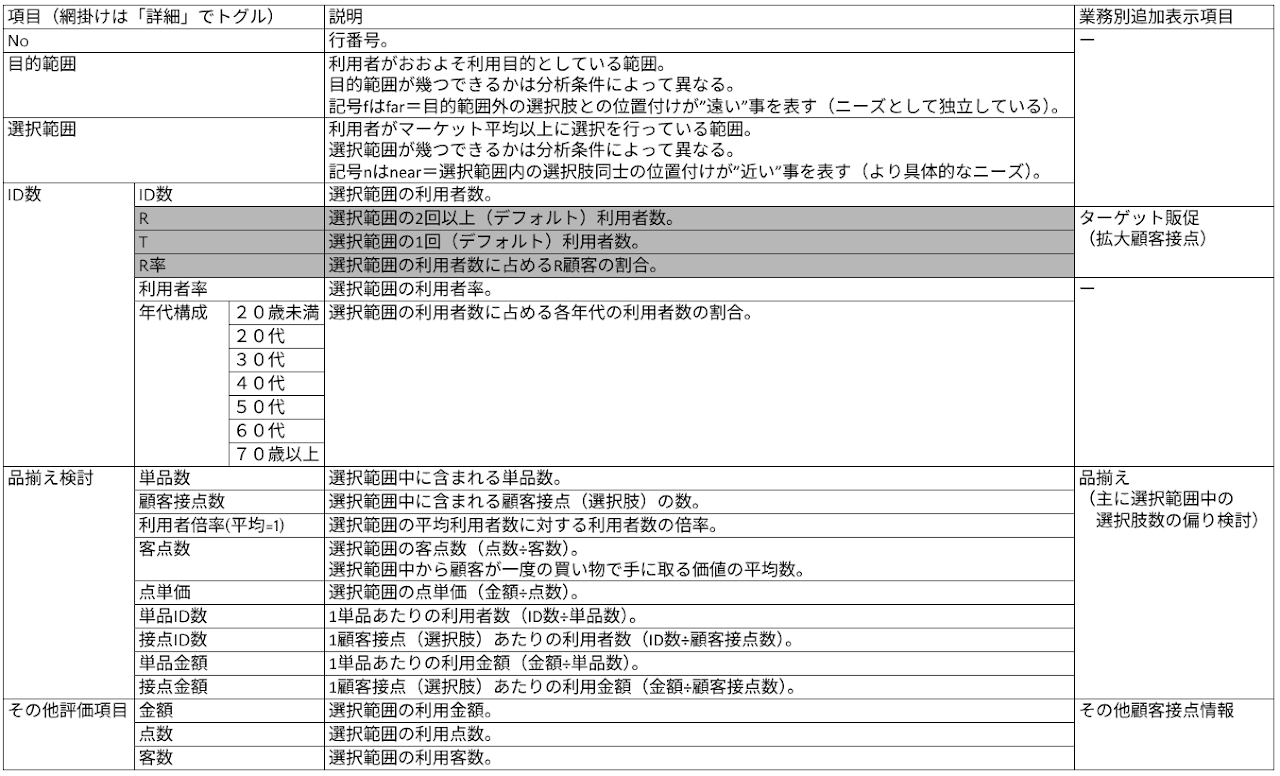 項目（網掛けは「詳細」でトグル） 説明 業務別追加表示項目
No 行番号。 ー
目的範囲 利用者がおおよそ利用目的としている範囲。
目的範囲が幾つできるかは分析条件によって異なる。
記号fはfar＝目的範囲外の選択肢との位置付けが”遠い”事を表す（ニーズとして独立している）。
選択範囲 利用者がマーケット平均以上に選択を行っている範囲。
選択範囲が幾つできるかは分析条件によって異なる。
記号nはnear＝選択範囲内の選択肢同士の位置付けが”近い”事を表す（より具体的なニーズ）。
ID数 ID数 選択範囲の利用者数。
R 選択範囲の2回以上（デフォルト）利用者数。 ターゲット販促
T 選択範囲の1回（デフォルト）利用者数。 （拡大顧客接点）
R率 選択範囲の利用者数に占めるR顧客の割合。
利用者率 選択範囲の利用者率。 ー
年代構成 ２０歳未満 選択範囲の利用者数に占める各年代の利用者数の割合。
２０代
３０代
４０代
５０代
６０代
７０歳以上
品揃え検討 単品数 選択範囲中に含まれる単品数。 品揃え
顧客接点数 選択範囲中に含まれる顧客接点（選択肢）の数。 （主に選択範囲中の
利用者倍率(平均=1) 選択範囲の平均利用者数に対する利用者数の倍率。 選択肢数の偏り検討）
客点数 選択範囲の客点数（点数÷客数）。
選択範囲中から顧客が一度の買い物で手に取る価値の平均数。
点単価 選択範囲の点単価（金額÷点数）。
単品ID数 1単品あたりの利用者数（ID数÷単品数）。
接点ID数 1顧客接点（選択肢）あたりの利用者数（ID数÷顧客接点数）。
単品金額 1単品あたりの利用金額（金額÷単品数）。
接点金額 1顧客接点（選択肢）あたりの利用金額（金額÷顧客接点数）。
その他評価項目 金額 選択範囲の利用金額。 その他顧客接点情報
点数 選択範囲の利用点数。
客数 選択範囲の利用客数。